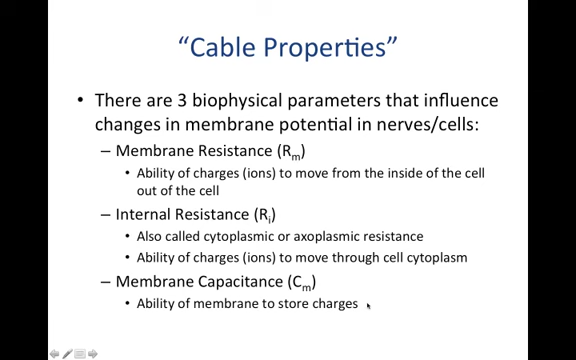 “Cable Properties”
• There are 3 biophysical parameters that influence
changes in membrane potential in nerves/cells:
– Membrane Resistance (Rm)
• Ability of charges (ions) to move from the inside of the cell
out of the cell
– Internal Resistance (Ri)
• Also called cytoplasmic or axoplasmic resistance
• Ability of charges (ions) to move through cell cytoplasm
– Membrane Capacitance (Cm)
• Ability of membrane to store charges